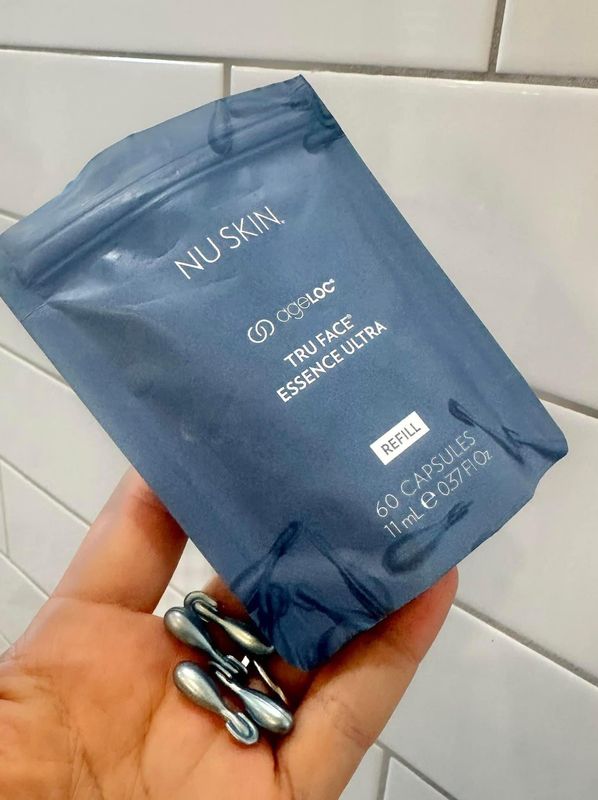 NU SKIN®
ageLOC®
TRU FACE®
ESSENCE ULTRA
REFILL
60 CAPSULES
11 mL ℮ 0.37 Fl Oz